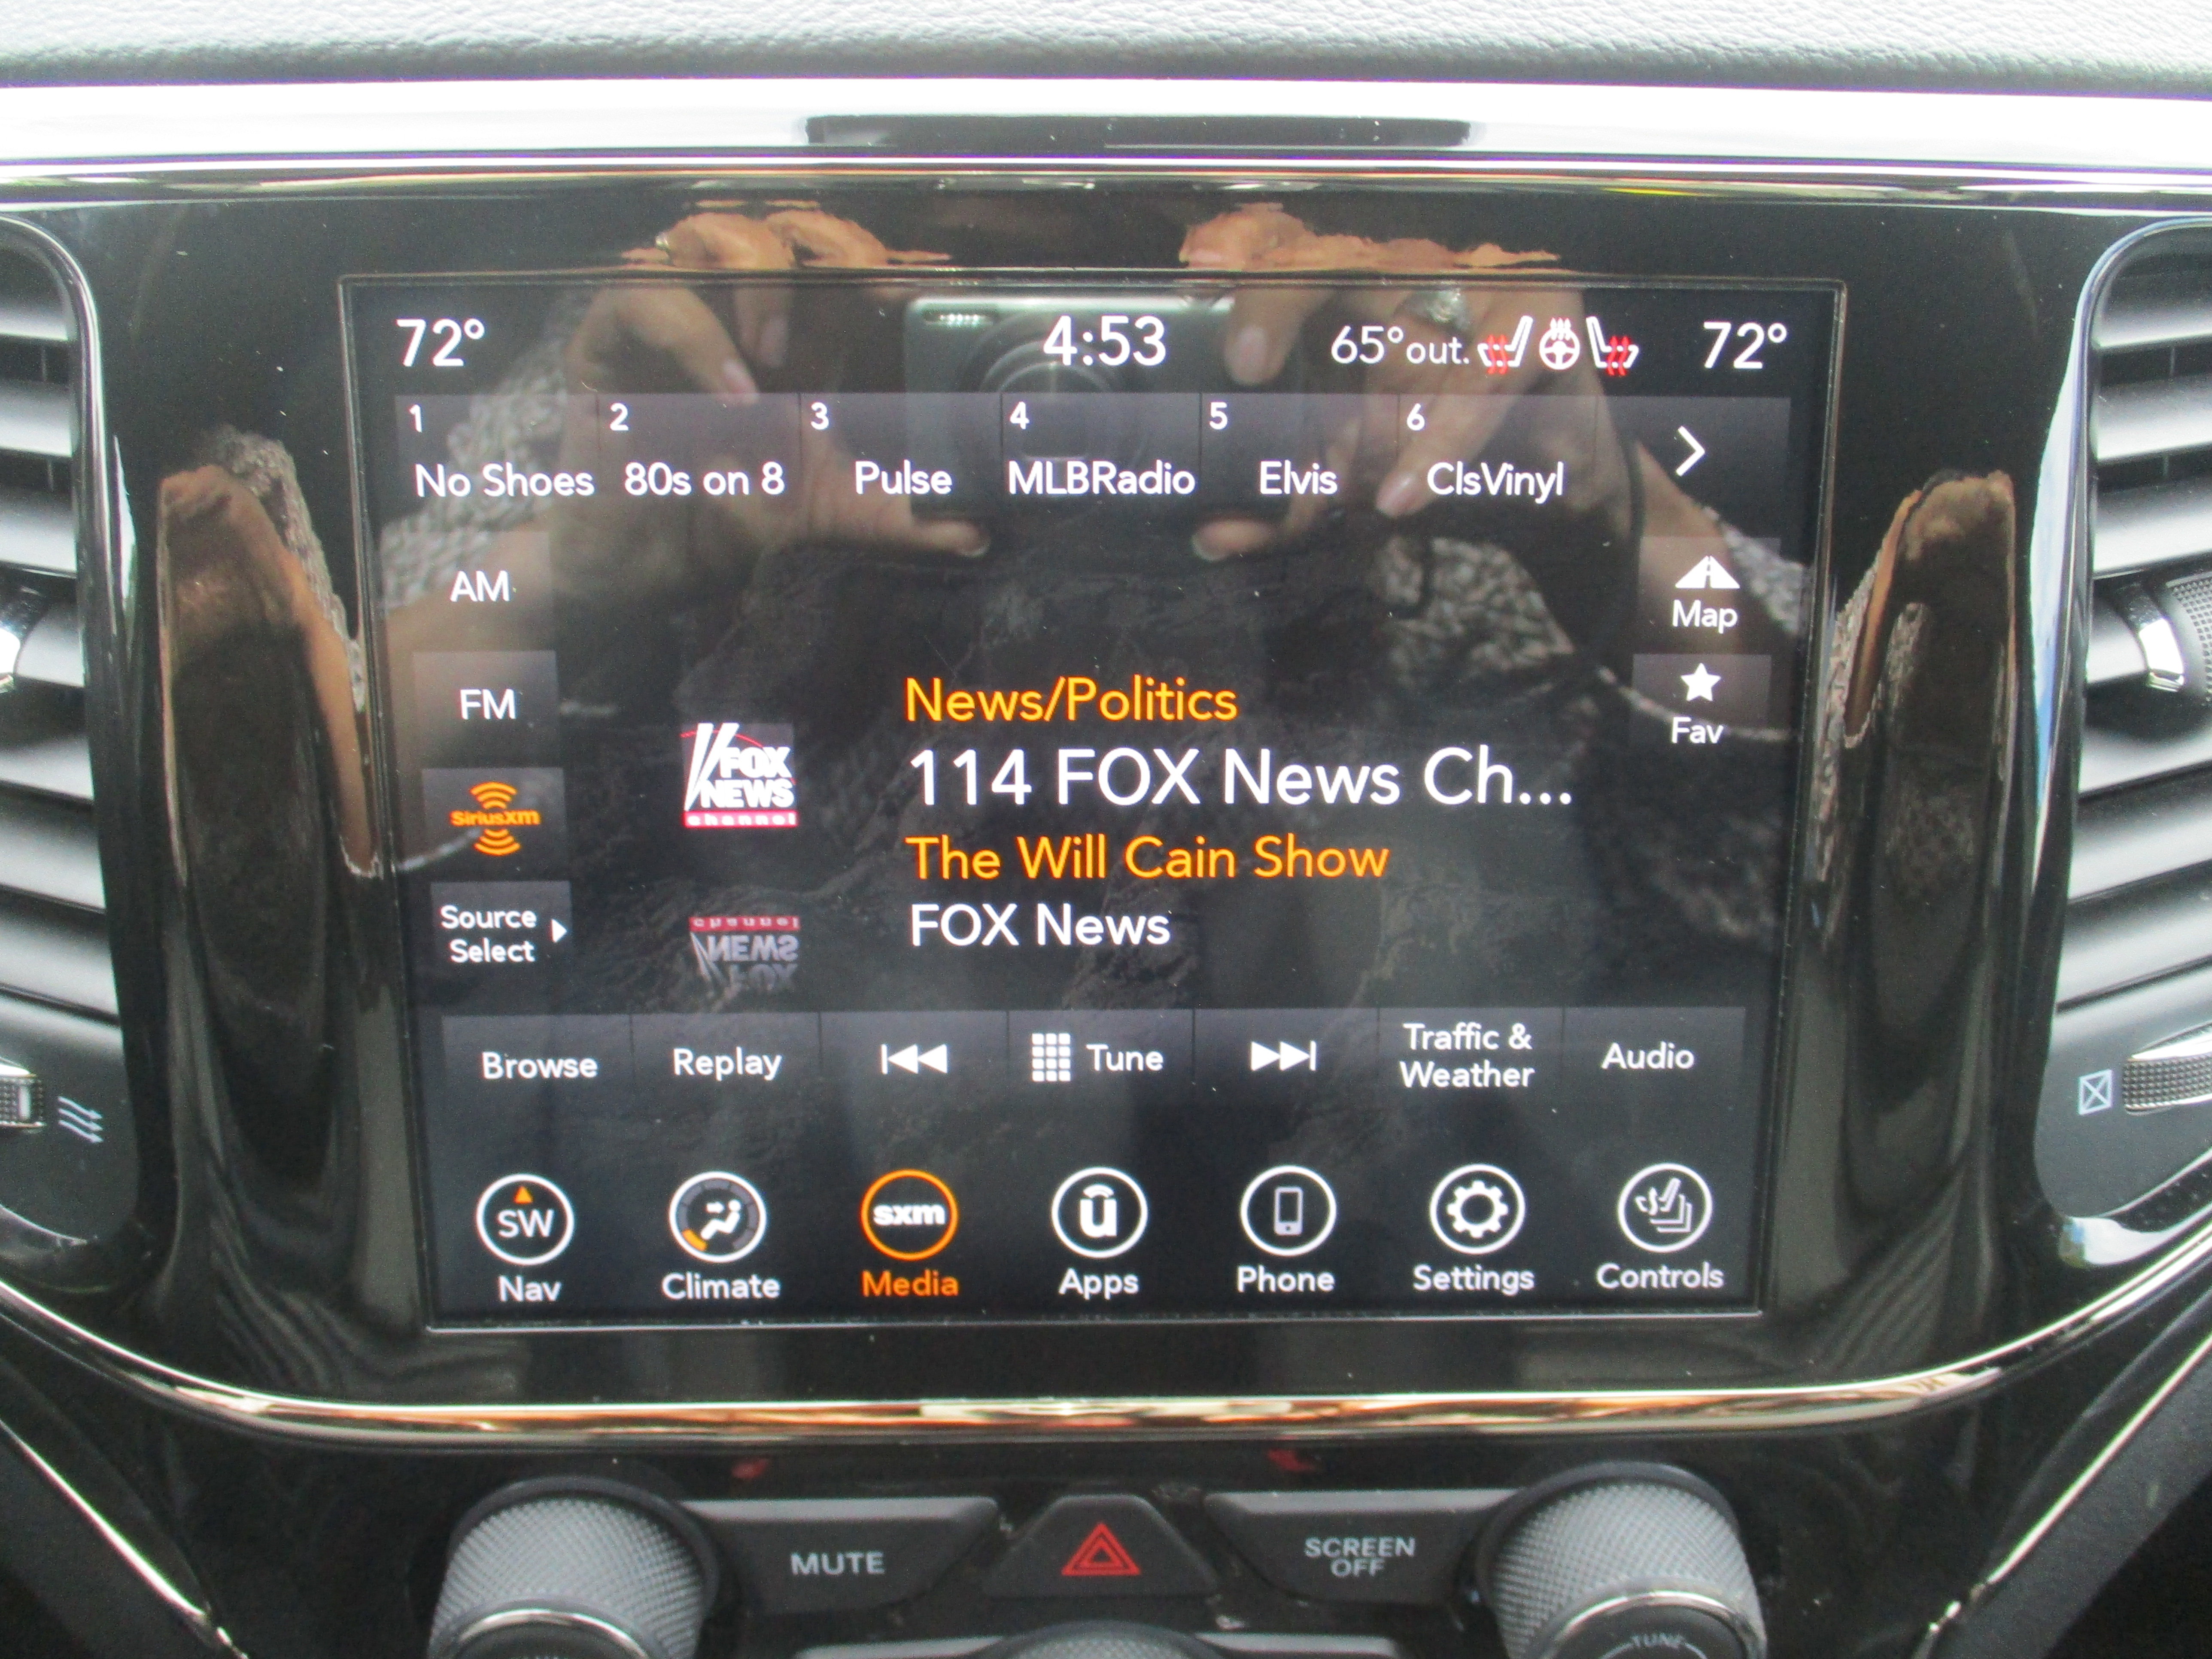 72° 4:53 65° out. 72°
1 2 3 4 5 6
No Shoes 80s on 8 Pulse MLBRadio Elvis ClsVinyl
AM
Map
FM
Fav
SiriusXM
Source
Select
FOX
NEWS
channel
News/Politics
114 FOX News Ch...
The Will Cain Show
FOX News
Browse Replay Tune Traffic &
Weather Audio
SW
Nav
Climate
sxm
Media
ū
Apps
Phone
Settings
Controls
MUTE
SCREEN
OFF
TUNE